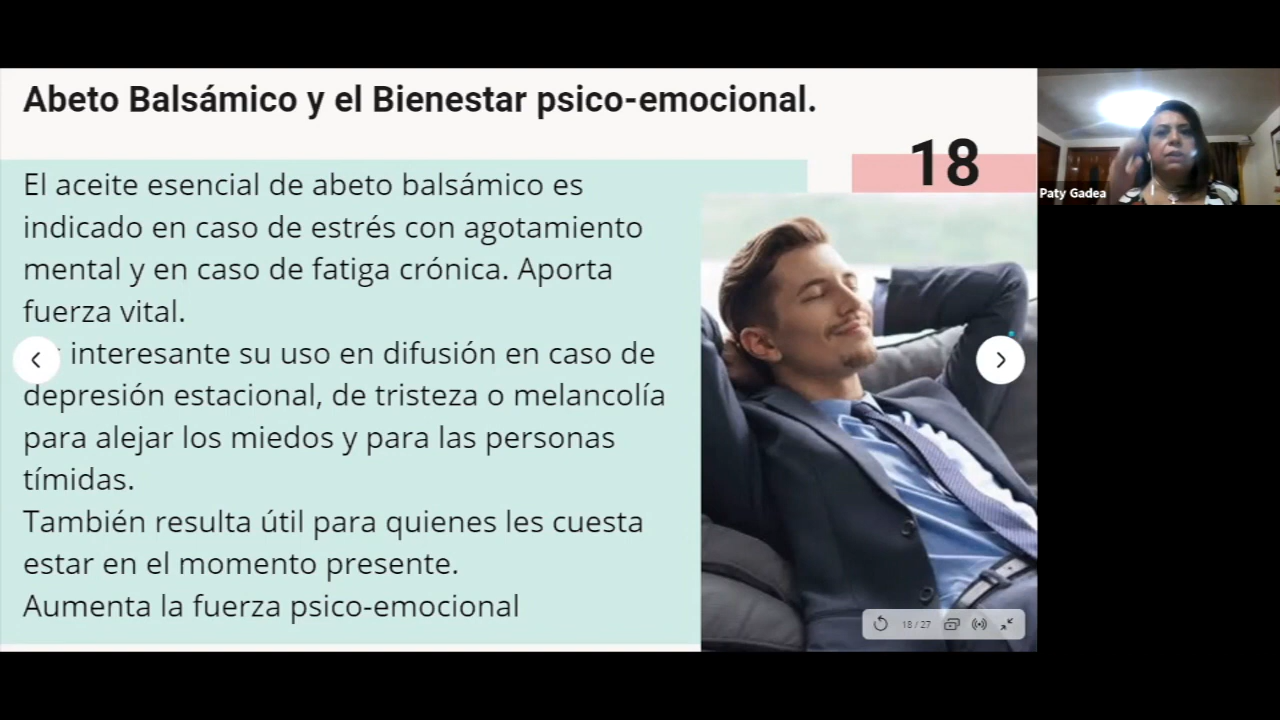 Abeto Balsámico y el Bienestar psico-emocional.
18
El aceite esencial de abeto balsámico es
indicado en caso de estrés con agotamiento
mental y en caso de fatiga crónica. Aporta
fuerza vital.
interesante su uso en difusión en caso de
depresión estacional, de tristeza o melancolía
para alejar los miedos y para las personas
tímidas.
También resulta útil para quienes les cuesta
estar en el momento presente.
Aumenta la fuerza psico-emocional
Paty Gadea
18 / 27